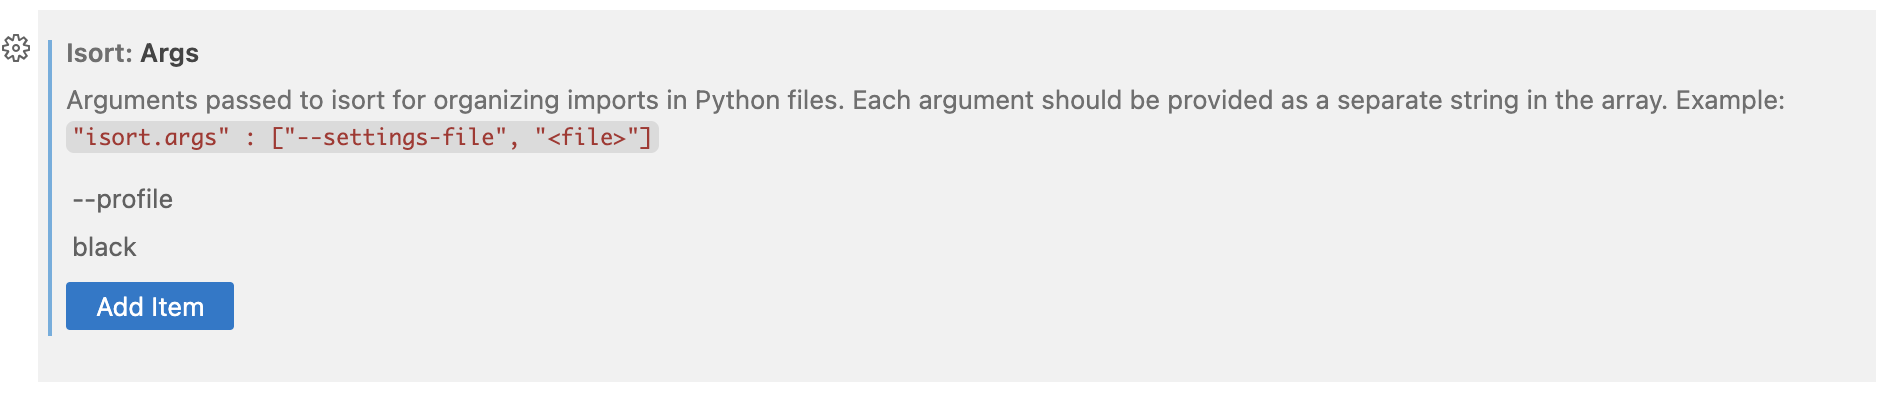 Isort: Args
Arguments passed to isort for organizing imports in Python files. Each argument should be provided as a separate string in the array. Example:
"isort.args" : ["--settings-file", "<file>"]
--profile
black
Add Item